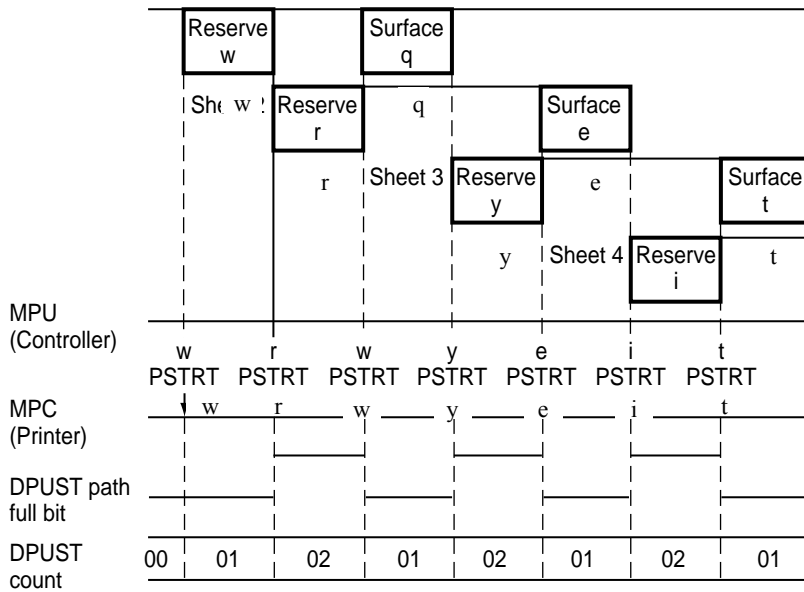 Reserve
w
Surface
q
w
Reserve
r
q
Surface
e
r
Sheet 3
Reserve
y
e
Surface
t
y
Sheet 4
Reserve
i
t
MPU
(Controller)
w r w y e i t
PSTRT PSTRT PSTRT PSTRT PSTRT PSTRT PSTRT
MPC
(Printer)
w r w y e i t
DPUST path
full bit
DPUST
count
00 01 02 01 02 01 02 01